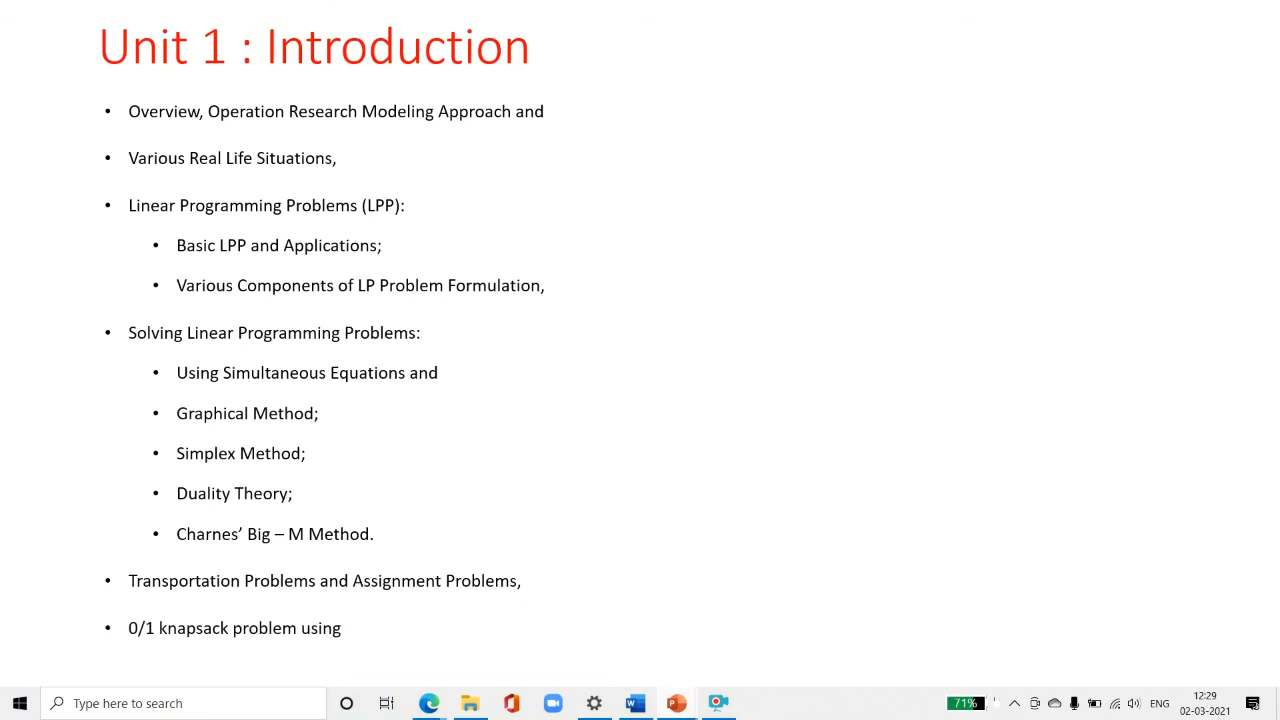 Unit 1 : Introduction
• Overview, Operation Research Modeling Approach and
• Various Real Life Situations,
• Linear Programming Problems (LPP):
• Basic LPP and Applications;
• Various Components of LP Problem Formulation,
• Solving Linear Programming Problems:
• Using Simultaneous Equations and
• Graphical Method;
• Simplex Method;
• Duality Theory;
• Charnes’ Big – M Method.
• Transportation Problems and Assignment Problems,
• 0/1 knapsack problem using
Type here to search
71%
ENG
12:29
02-03-2021